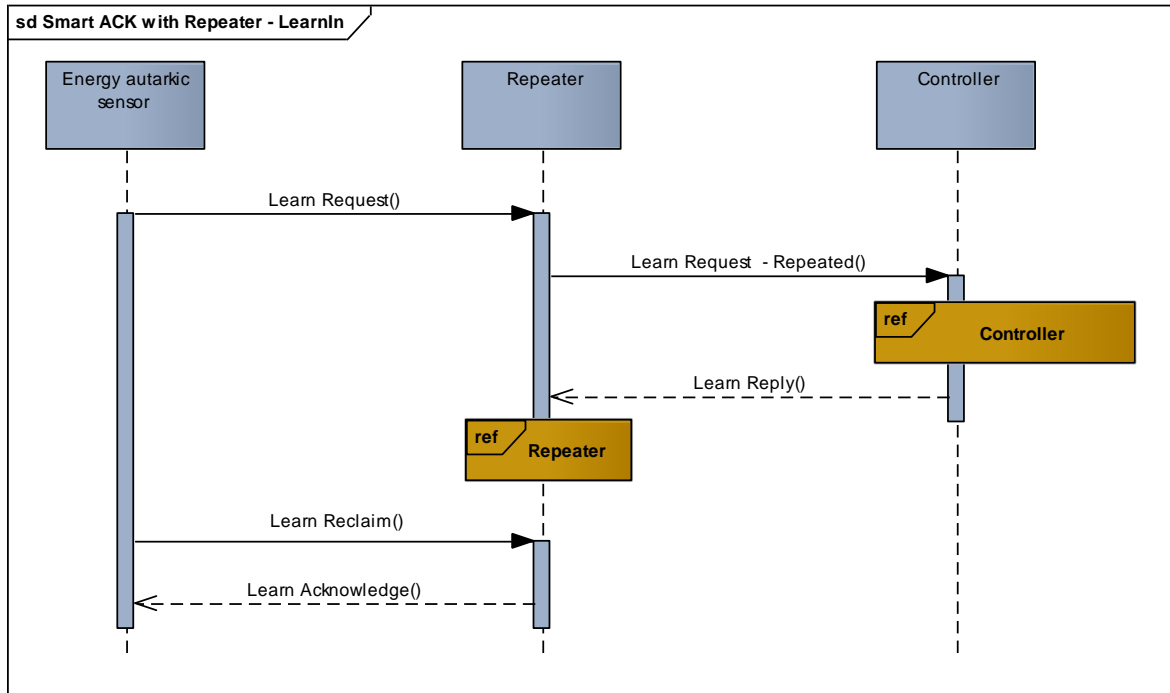 sd Smart ACK with Repeater - LearnIn
Energy autarkic
sensor
Repeater
Controller
Learn Request()
Learn Request - Repeated()
ref
Controller
Learn Reply()
ref
Repeater
Learn Reclaim()
Learn Acknowledge()